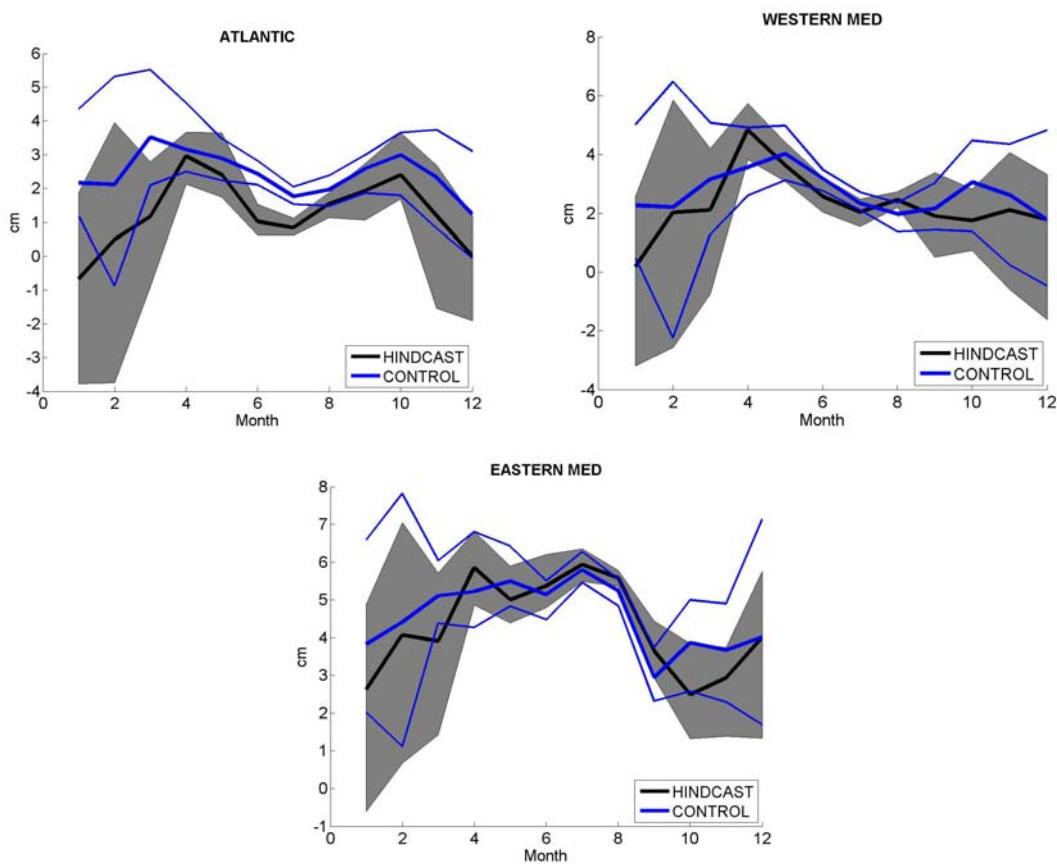 ATLANTIC
6
5
4
3
2
1
0
-1
-2
-3
-4
cm
0 2 4 6 8 10 12
Month
HINDCAST
CONTROL
WESTERN MED
8
6
4
2
0
-2
-4
cm
0 2 4 6 8 10 12
Month
HINDCAST
CONTROL
EASTERN MED
8
7
6
5
4
3
2
1
0
-1
cm
0 2 4 6 8 10 12
Month
HINDCAST
CONTROL